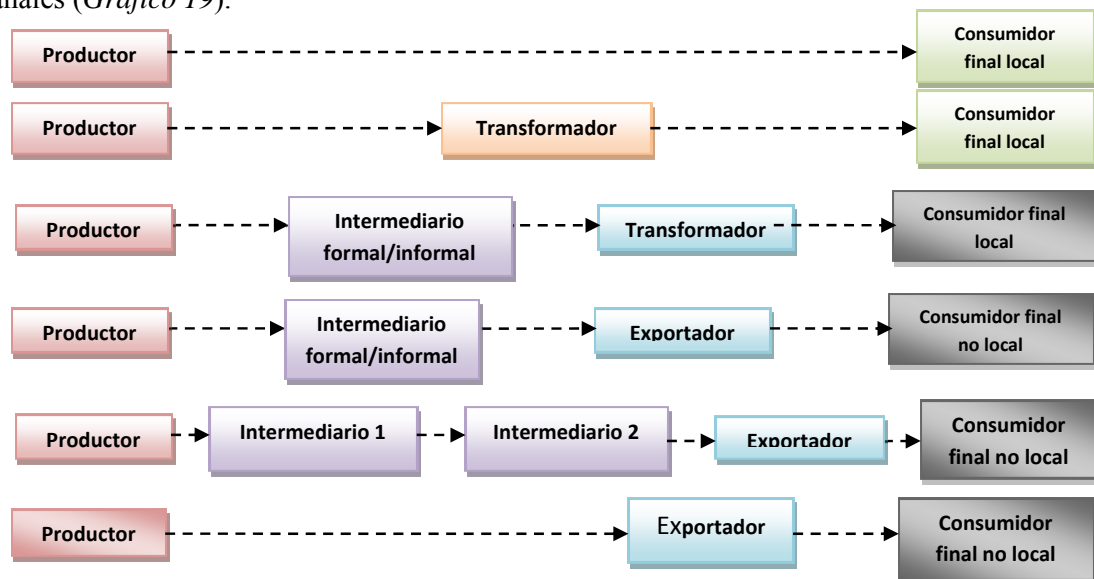 anales (Gráfico 19).
Productor
Consumidor
final local
Productor
Transformador
Consumidor
final local
Productor
Intermediario
formal/informal
Transformador
Consumidor final
local
Productor
Intermediario
formal/informal
Exportador
Consumidor final
no local
Productor
Intermediario 1
Intermediario 2
Exportador
Consumidor
final no local
Productor
Exportador
Consumidor
final no local